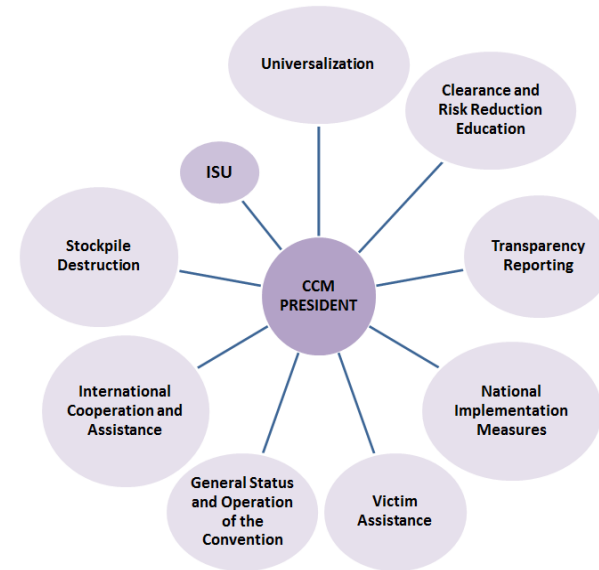 Universalization
Clearance and
Risk Reduction
Education
ISU
Stockpile
Destruction
Transparency
Reporting
CCM
PRESIDENT
International
Cooperation and
Assistance
National
Implementation
Measures
General Status
and Operation
of the
Convention
Victim
Assistance